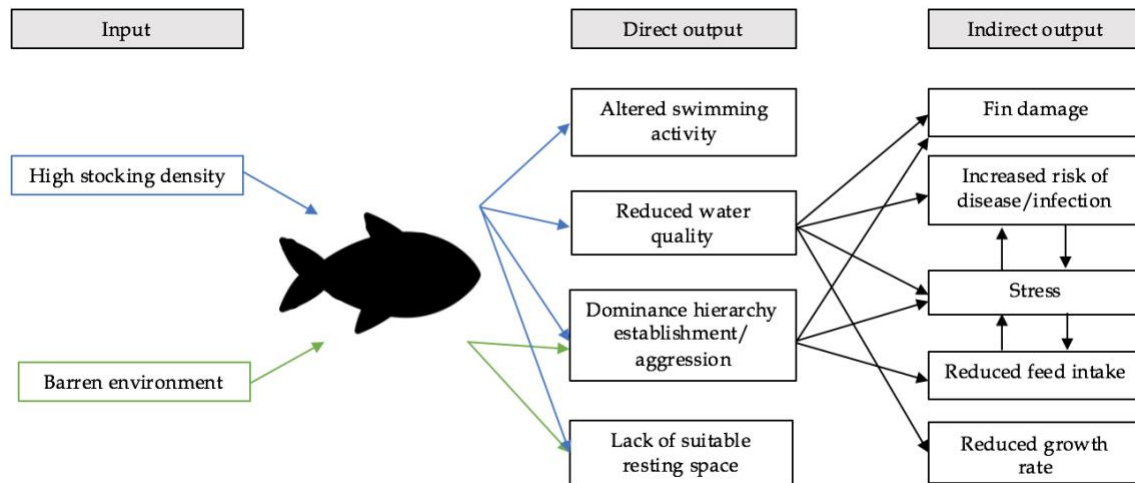 Input
Direct output
Indirect output
High stocking density
Barren environment
Altered swimming
activity
Reduced water
quality
Dominance hierarchy
establishment/
aggression
Lack of suitable
resting space
Fin damage
Increased risk of
disease/infection
Stress
Reduced feed intake
Reduced growth
rate